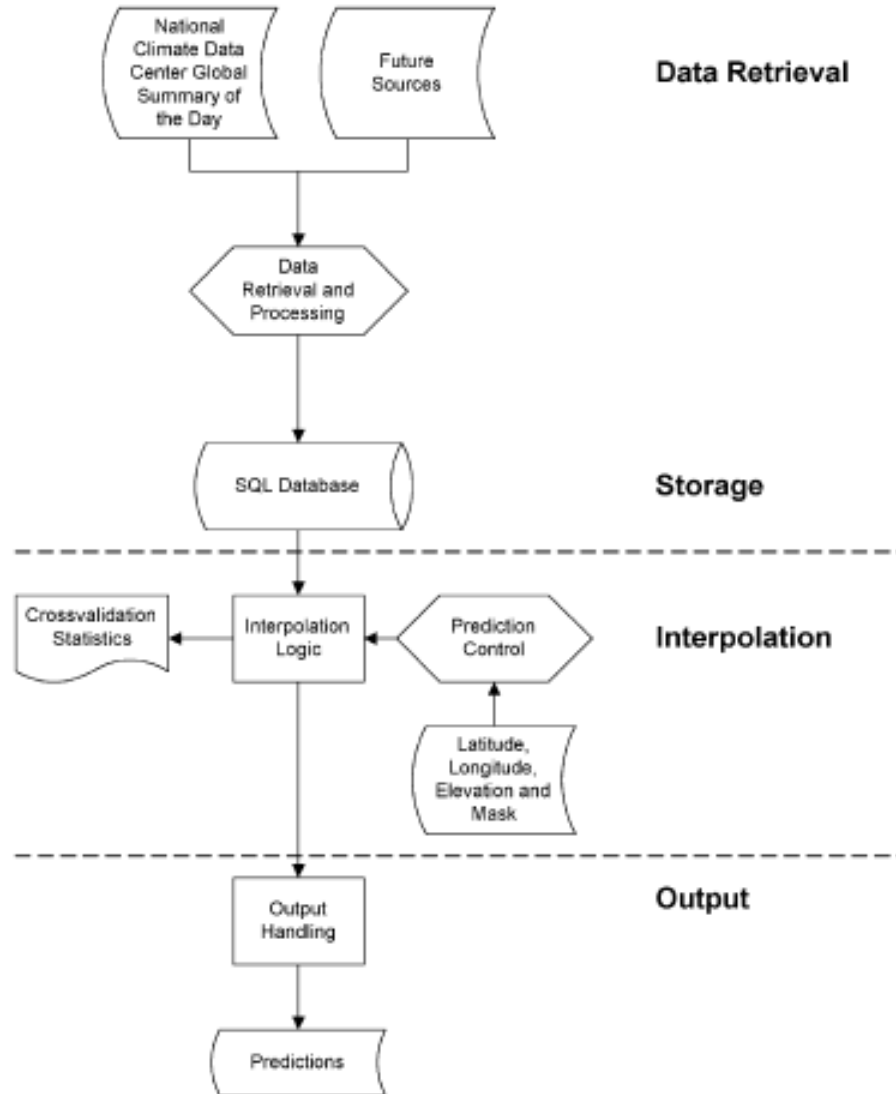 National
Climate Data
Center Global
Summary of
the Day
Future
Sources
Data Retrieval
Data
Retrieval and
Processing
SQL Database
Storage
Crossvalidation
Statistics
Interpolation
Logic
Prediction
Control
Interpolation
Latitude,
Longitude,
Elevation and
Mask
Output
Handling
Output
Predictions